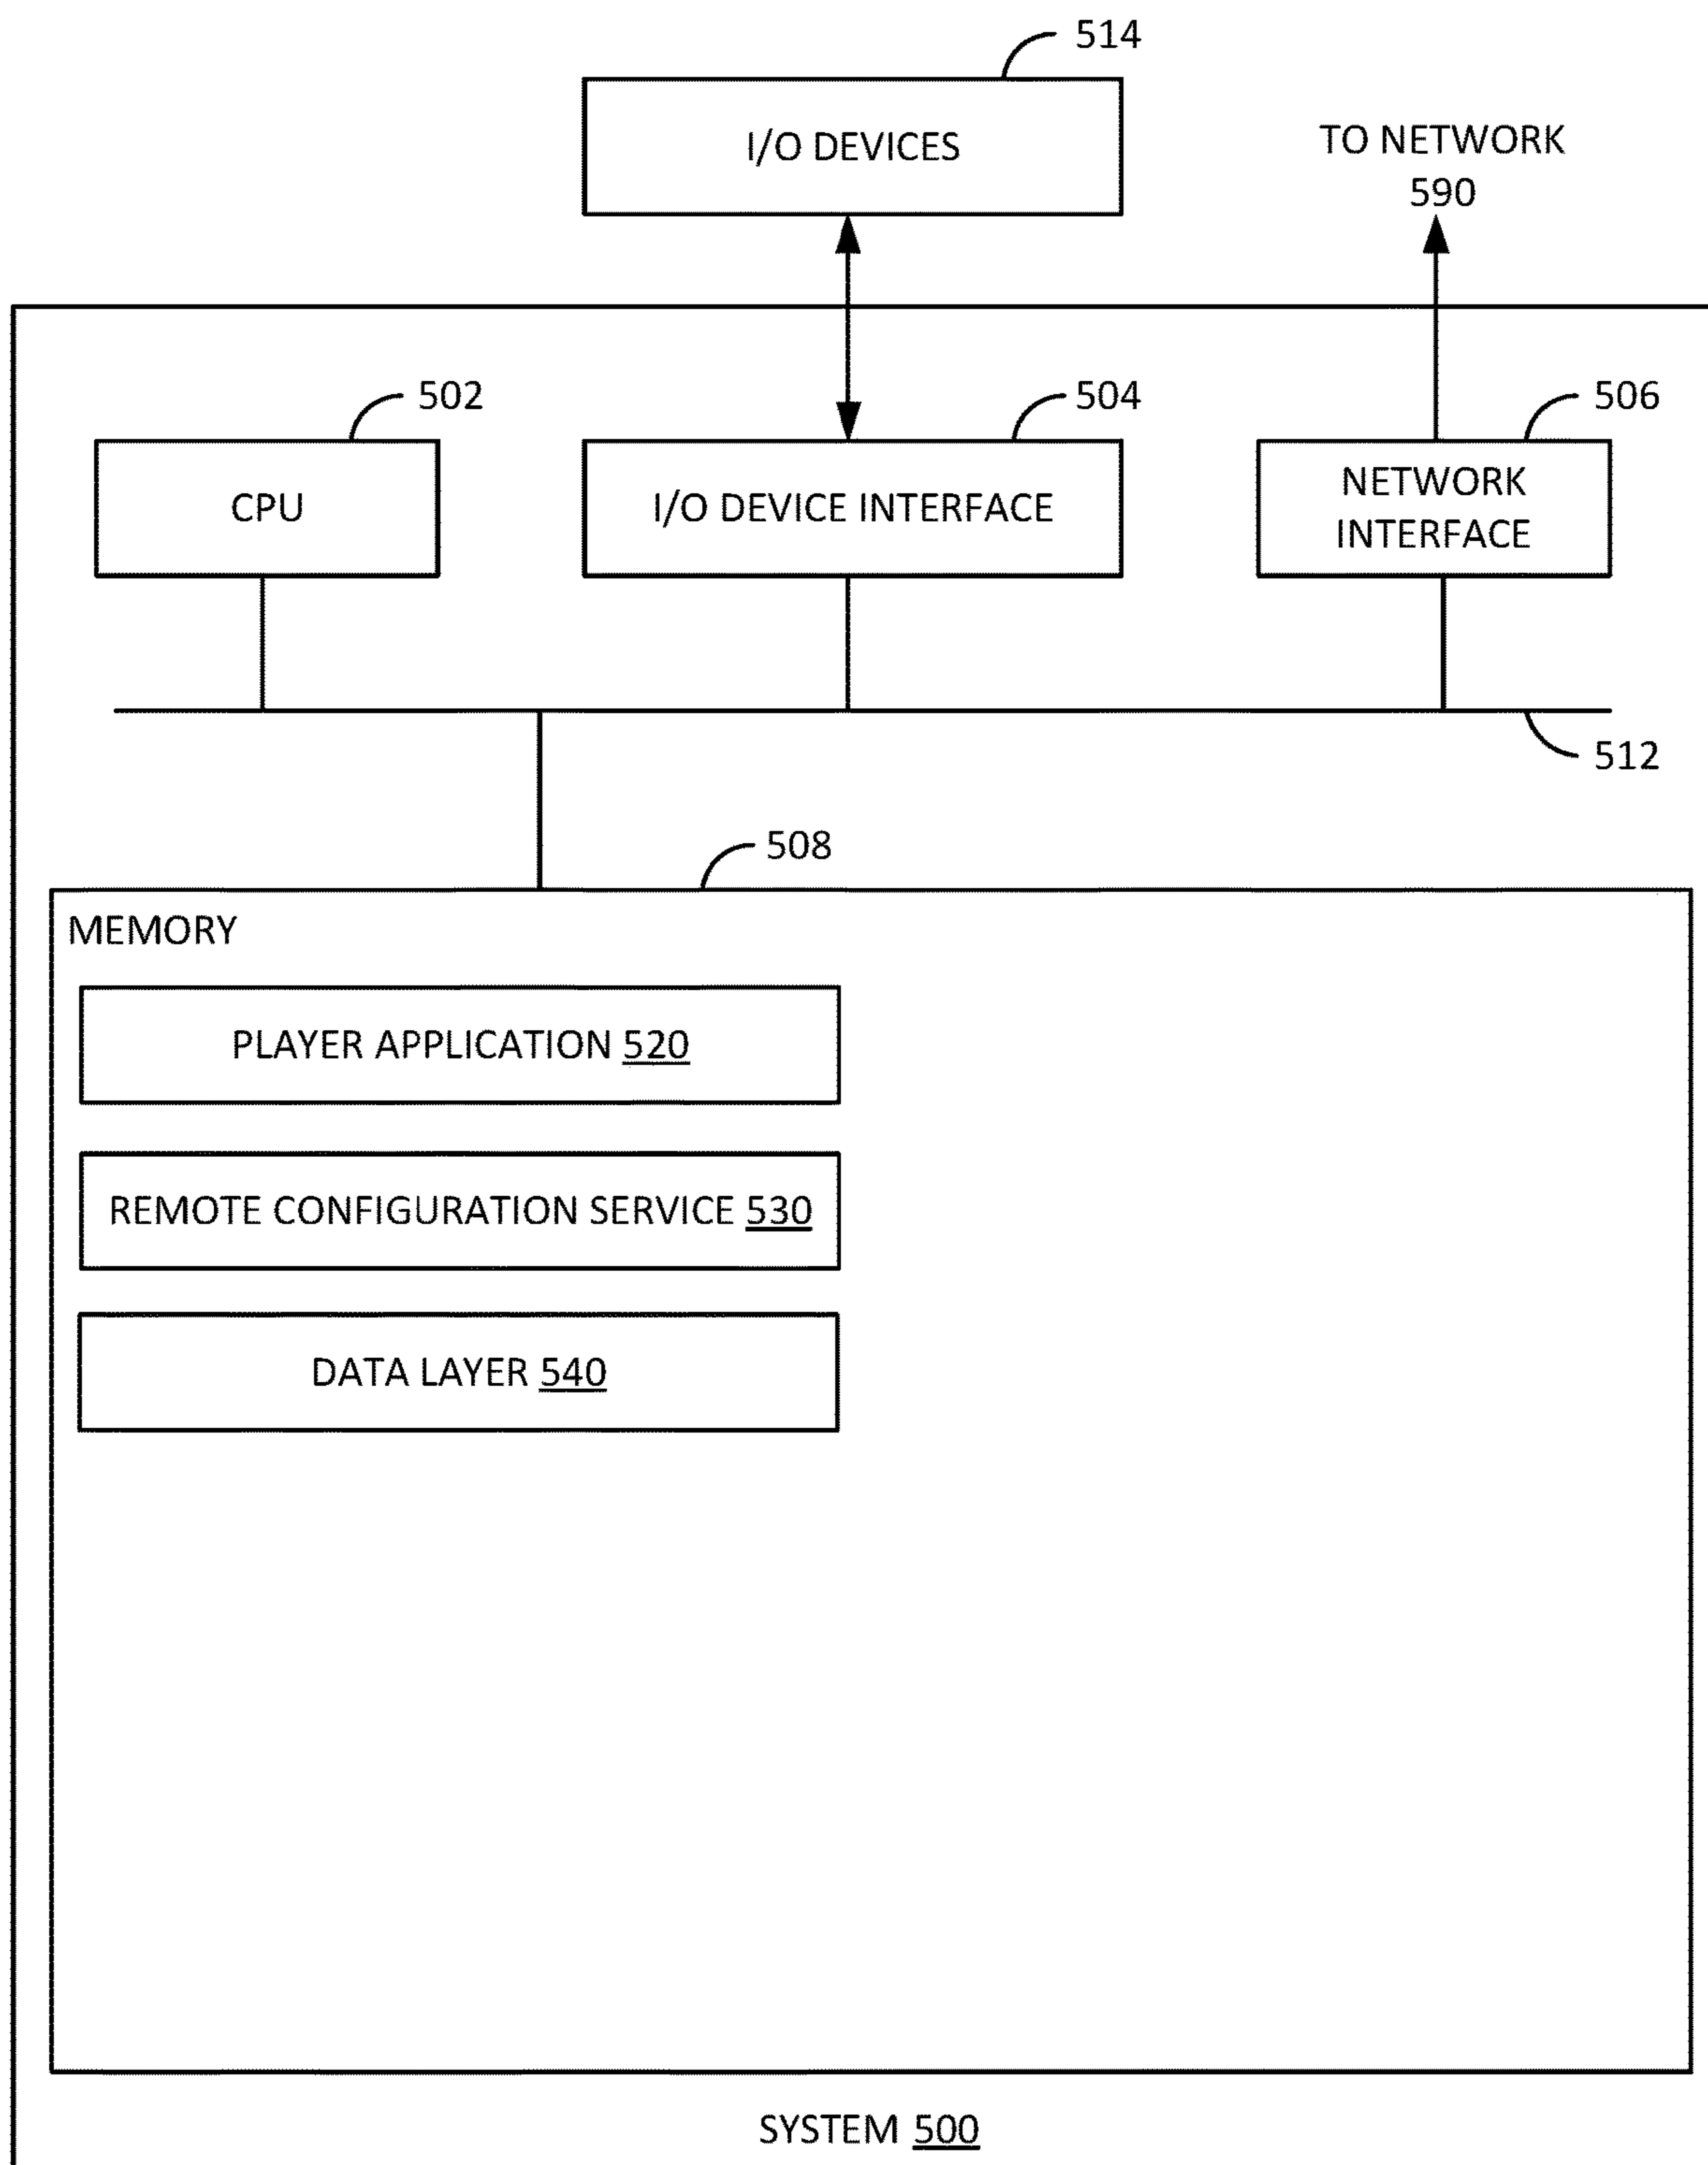 514
I/O DEVICES
TO NETWORK
590
502
504
506
CPU
I/O DEVICE INTERFACE
NETWORK
INTERFACE
512
508
MEMORY
PLAYER APPLICATION 520
REMOTE CONFIGURATION SERVICE 530
DATA LAYER 540
SYSTEM 500